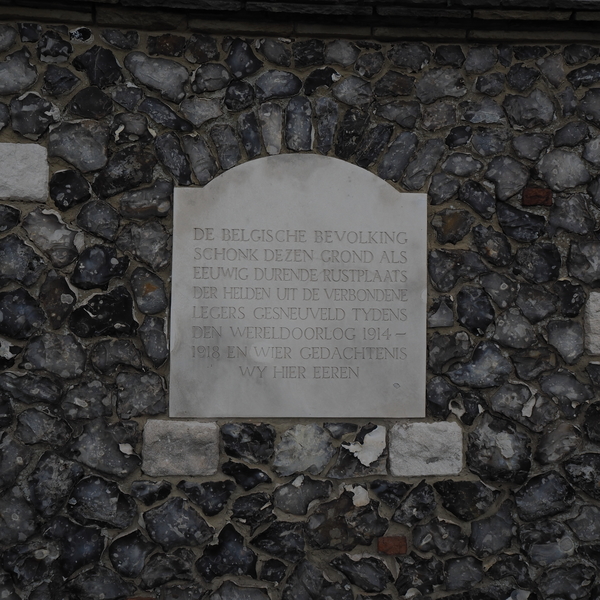 DE BELGISCHE BEVOLKING
SCHONK DEZEN GROND ALS
EEUWIG DURENDE RUSTPLAATS
DER HELDEN UIT DE VERBONDENE
LEGERS GESNEUVELD TYDENS
DEN WERELDOORLOG 1914 –
1918 EN WIER GEDACHTENIS
WY HIER EEREN